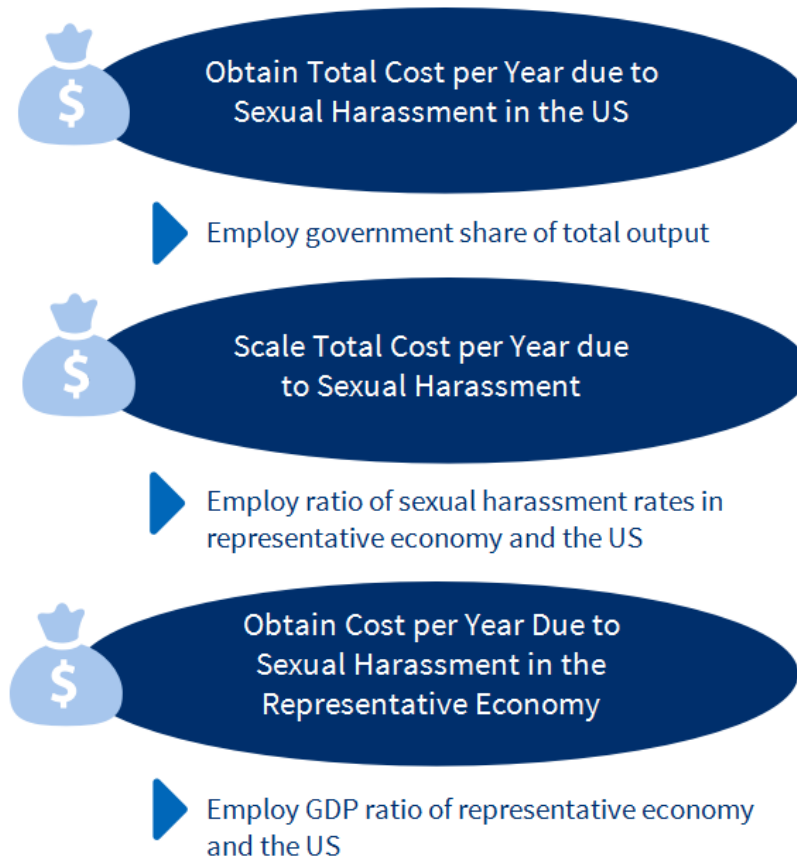 $
Obtain Total Cost per Year due to
Sexual Harassment in the US
Employ government share of total output
$
Scale Total Cost per Year due
to Sexual Harassment
Employ ratio of sexual harassment rates in
representative economy and the US
$
Obtain Cost per Year Due to
Sexual Harassment in the
Representative Economy
Employ GDP ratio of representative economy
and the US